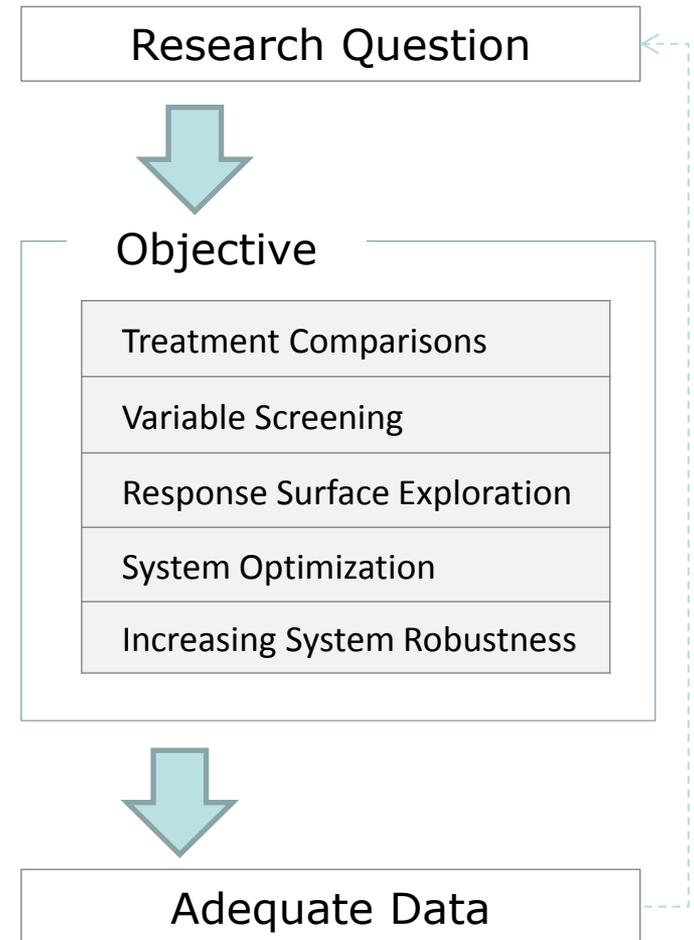 Research Question
Objective
Treatment Comparisons
Variable Screening
Response Surface Exploration
System Optimization
Increasing System Robustness
Adequate Data